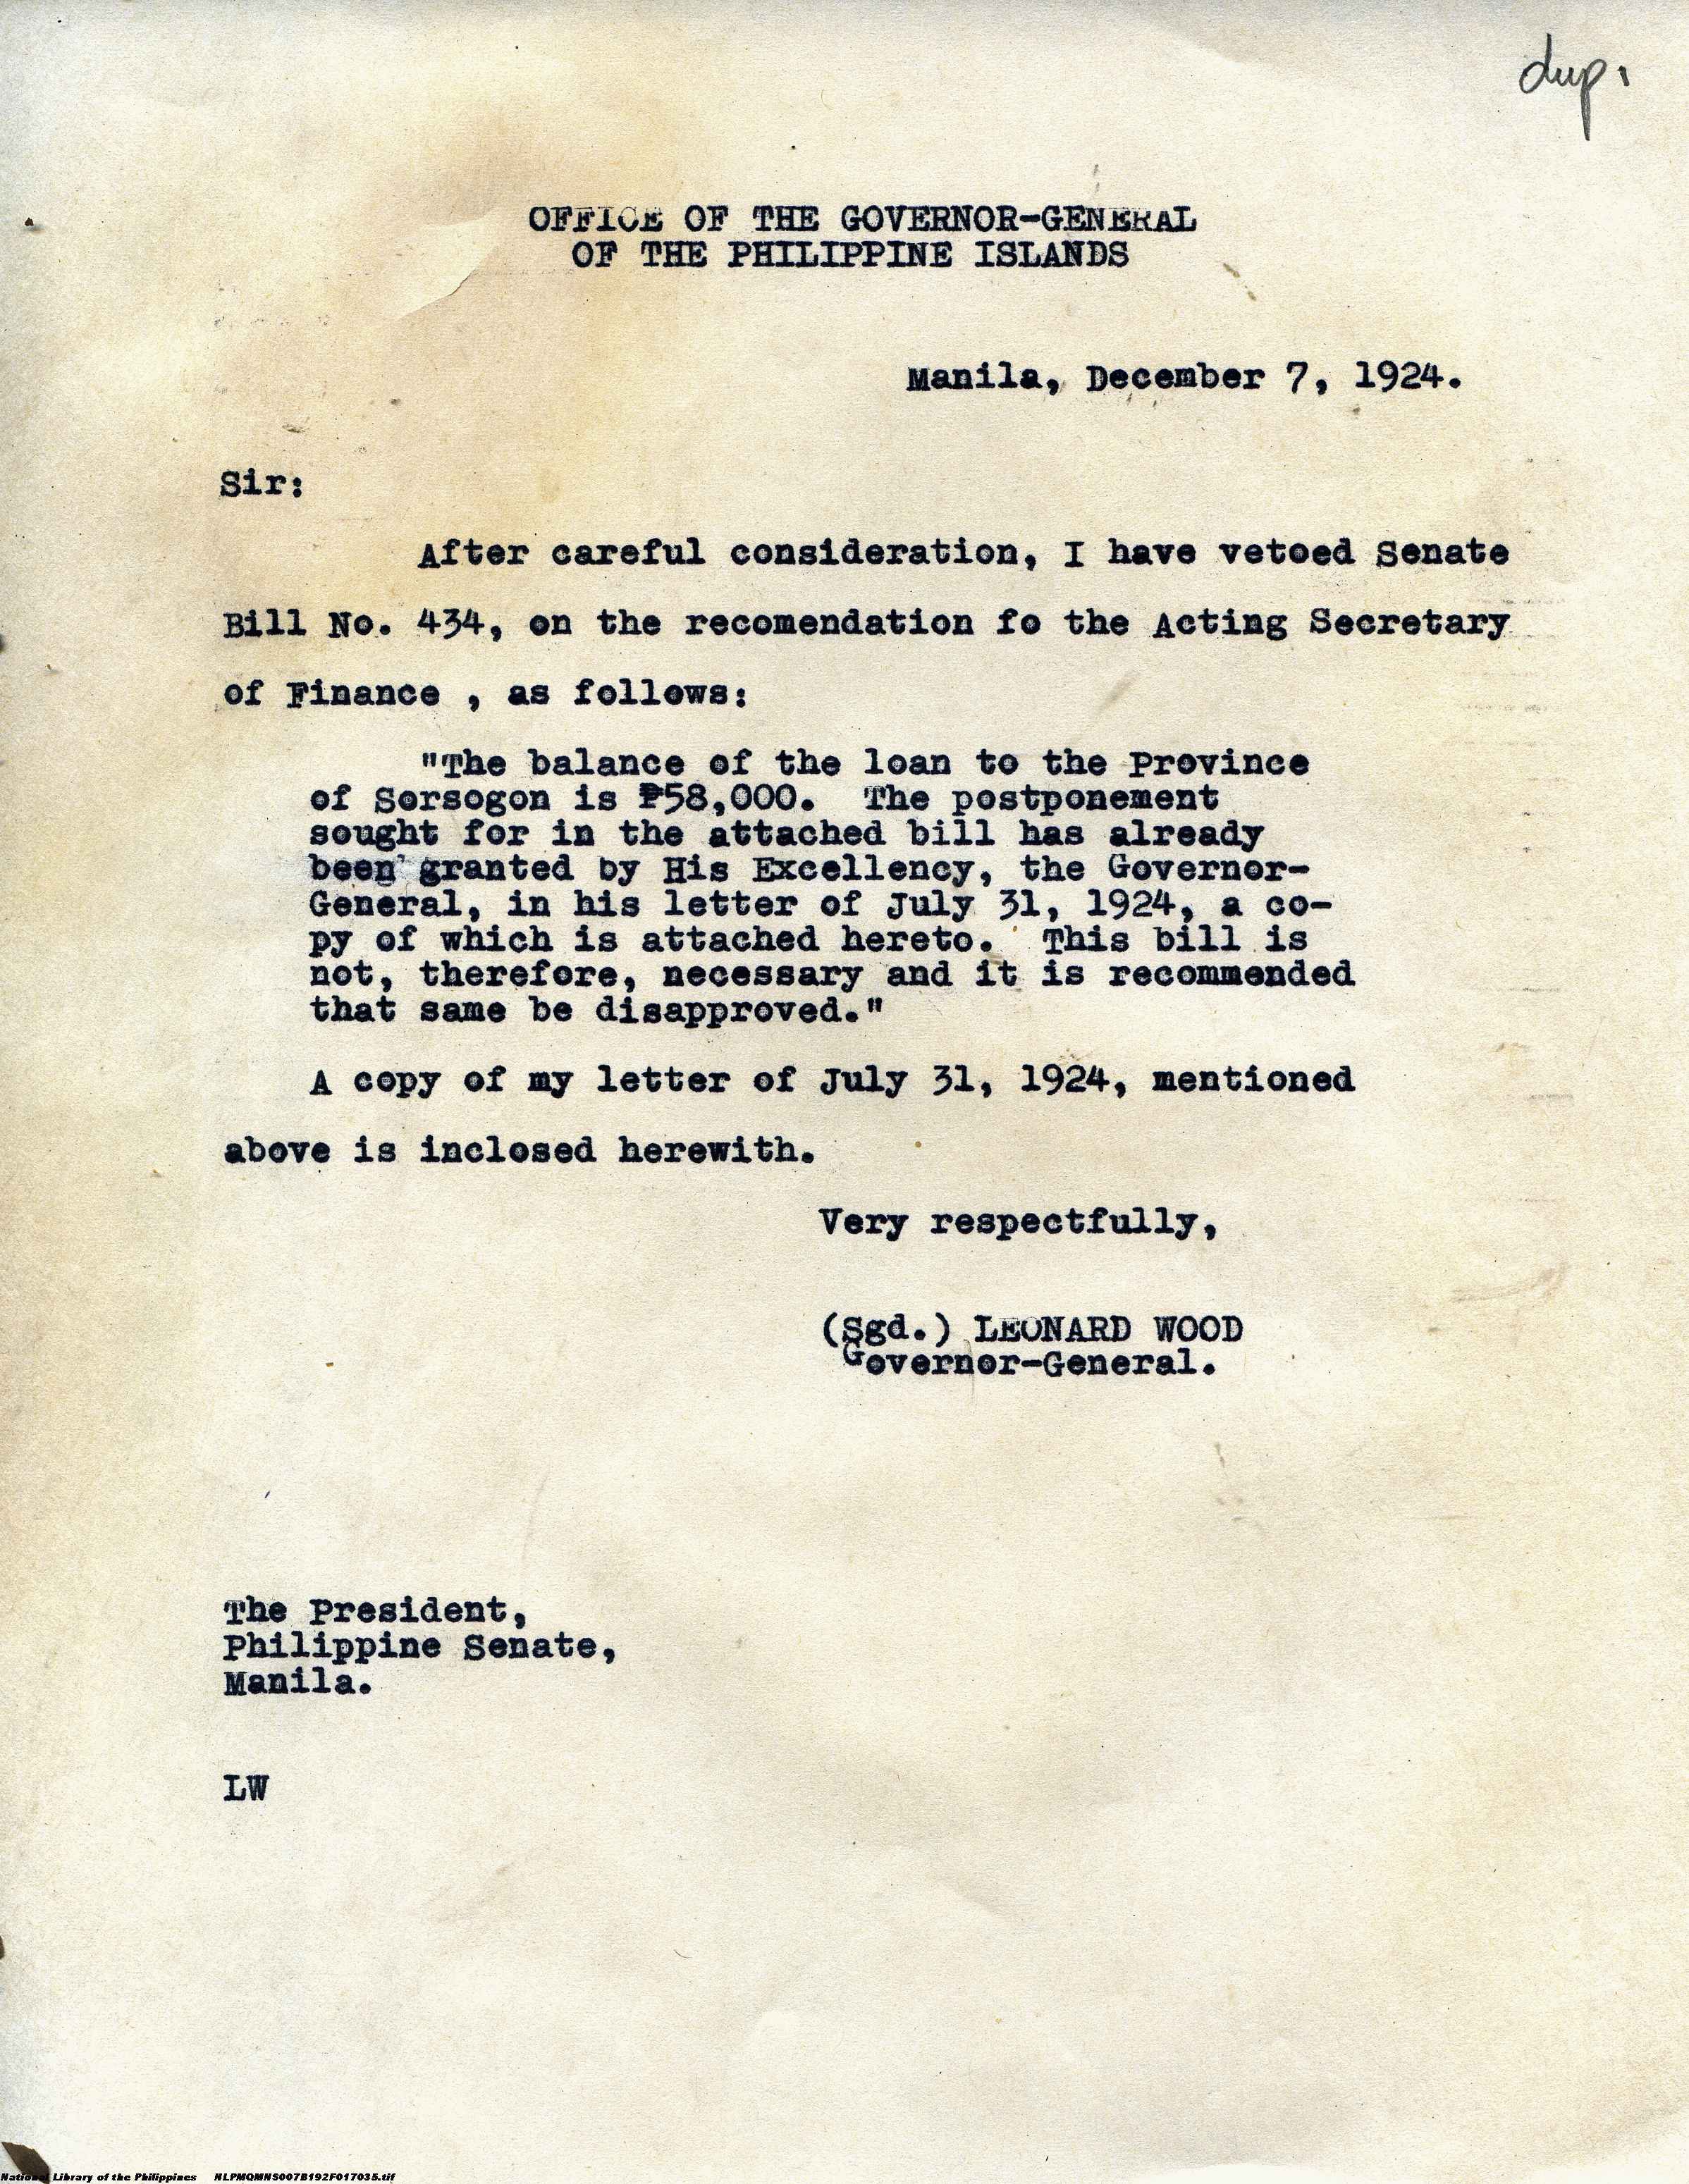 dup.
OFFICE OF THE GOVERNOR-GENERAL
OF THE PHILIPPINE ISLANDS
Manila, December 7, 1924.
Sir:
After careful consideration, I have vetoed Senate
Bill No. 434, on the recomendation fo the Acting Secretary
of Finance , as follows:
"The balance of the loan to the Province
of Sorsogon is ₱58,000. The postponement
sought for in the attached bill has already
been granted by His Excellency, the Governor-
General, in his letter of July 31, 1924, a co-
py of which is attached hereto. This bill is
not, therefore, necessary and it is recommended
that same be disapproved."
A copy of my letter of July 31, 1924, mentioned
above is inclosed herewith.
Very respectfully,
(Sgd.) LEONARD WOOD
Governor-General.
The President,
Philippine Senate,
Manila.
LW
National Library of the Philippines NLPMQMNS007B192F017035.tif